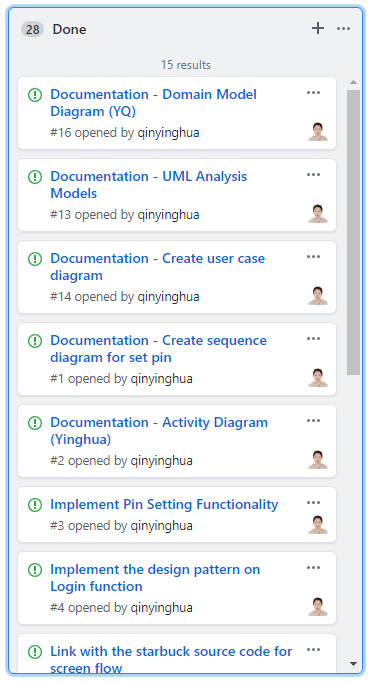 28 Done
15 results
Documentation - Domain Model
Diagram (YQ)
#16 opened by qinyinghua
Documentation - UML Analysis
Models
#13 opened by qinyinghua
Documentation - Create user case
diagram
#14 opened by qinyinghua
Documentation - Create sequence
diagram for set pin
#1 opened by qinyinghua
Documentation - Activity Diagram
(Yinghua)
#2 opened by qinyinghua
Implement Pin Setting Functionality
#3 opened by qinyinghua
Implement the design pattern on
Login function
#4 opened by qinyinghua
Link with the starbuck source code for
screen flow